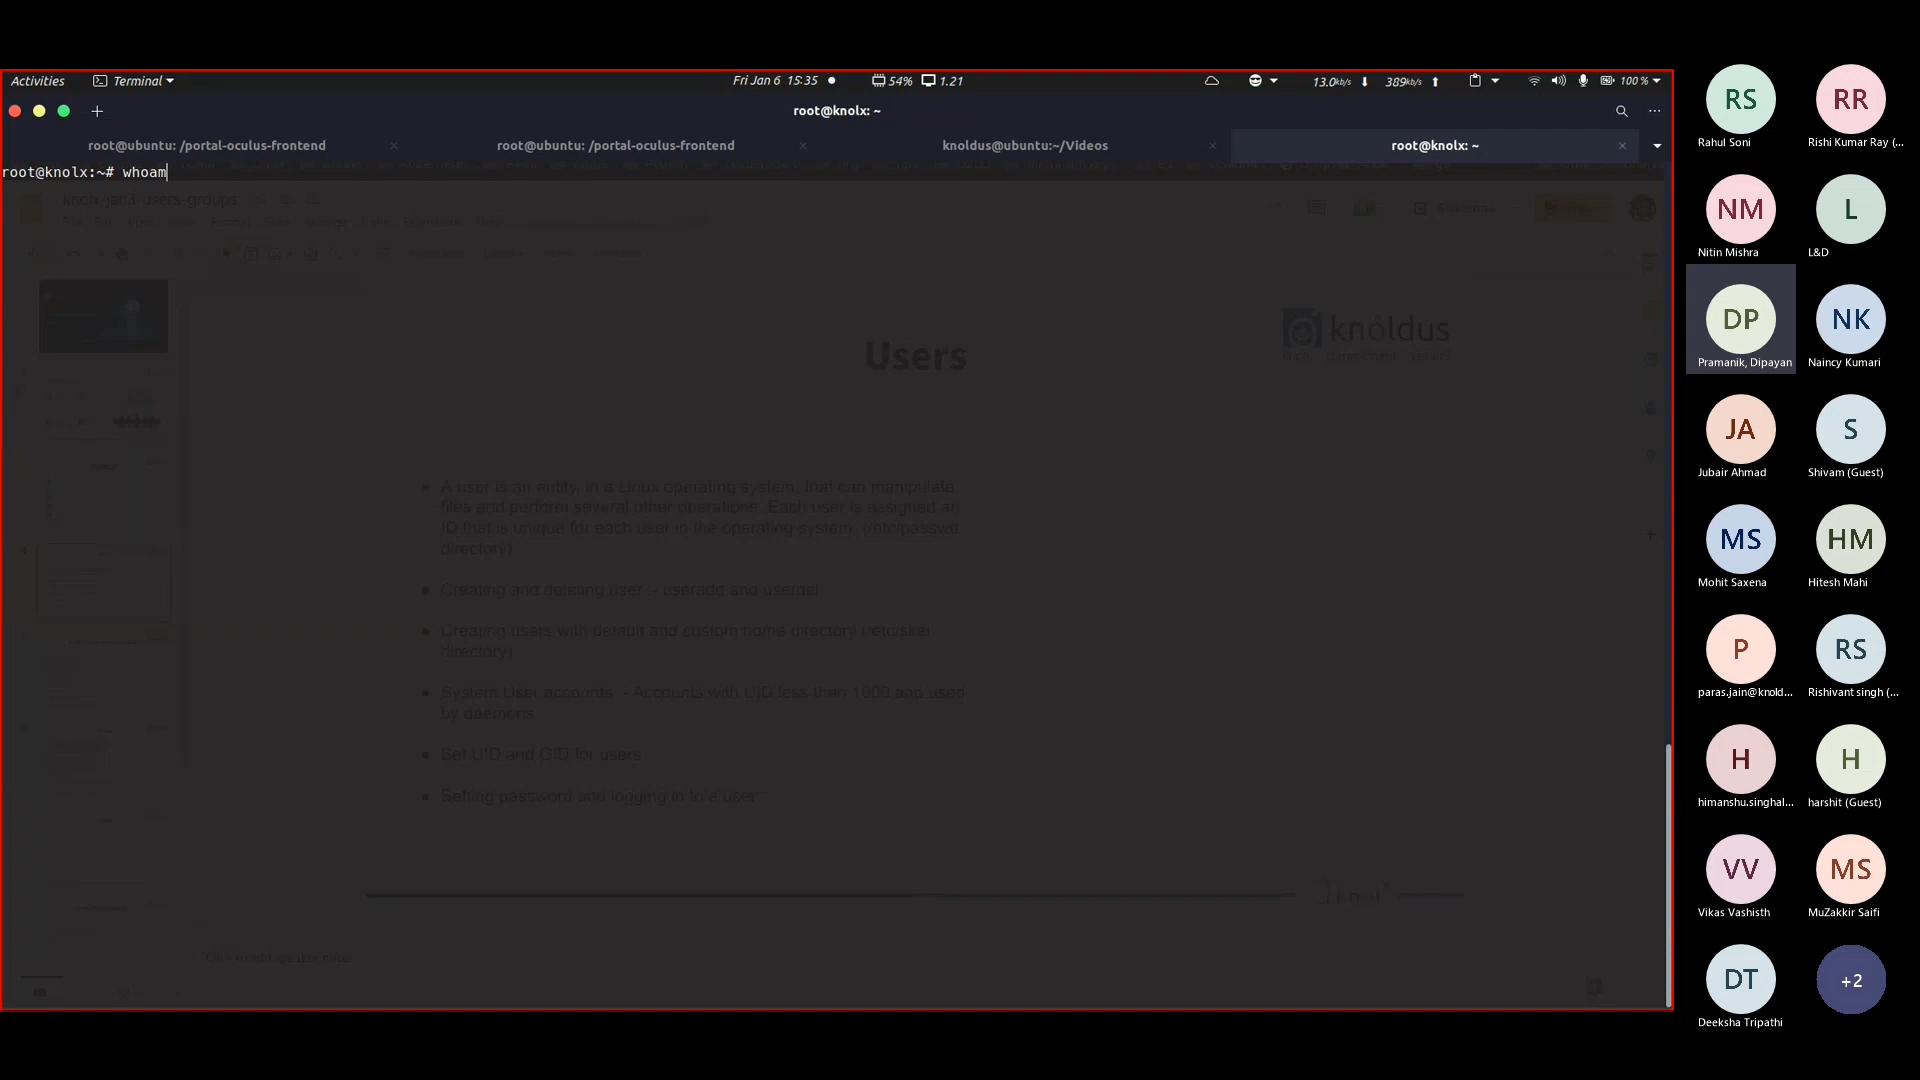 Activities
Terminal
Fri Jan 6 15:35
54%
1.21
13.0kb/s
389kb/s
100 %
root@knolx: ~
root@ubuntu: /portal-oculus-frontend
root@ubuntu: /portal-oculus-frontend
knoldus@ubuntu:~/Videos
root@knolx: ~
root@knolx:~# whoam
knolx-jan3-users-groups
Users
knoldus
A user is an entity, in a Linux operating system, that can manipulate
files and perform several other operations. Each user is assigned an
ID that is unique for each user in the operating system. (/etc/passwd
directory)
Creating and deleting user :- useradd and userdel
Creating users with default and custom home directory (/etc/skel
directory)
System User accounts :- Accounts with UID less than 1000 and used
by daemons
Set UID and GID for users
Setting password and logging in to a user
RS
Rahul Soni
RR
Rishi Kumar Ray (...
NM
Nitin Mishra
L
L&D
DP
Pramanik, Dipayan
NK
Naincy Kumari
JA
Jubair Ahmad
S
Shivam (Guest)
MS
Mohit Saxena
HM
Hitesh Mahi
P
paras.jain@knold...
RS
Rishivant singh (...
H
himanshu.singhal...
H
harshit (Guest)
VV
Vikas Vashisth
MS
MuZakkir Saifi
DT
Deeksha Tripathi
+2